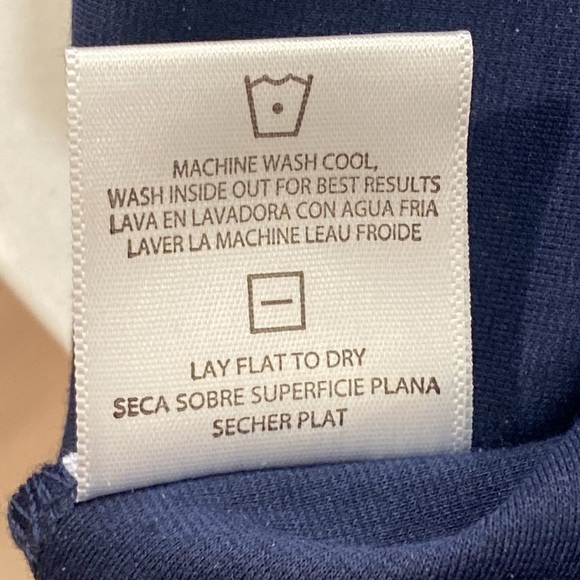 MACHINE WASH COOL,
WASH INSIDE OUT FOR BEST RESULTS
LAVA EN LAVADORA CON AGUA FRIA
LAVER LA MACHINE LEAU FROIDE
LAY FLAT TO DRY
SECA SOBRE SUPERFICIE PLANA
SECHER PLAT